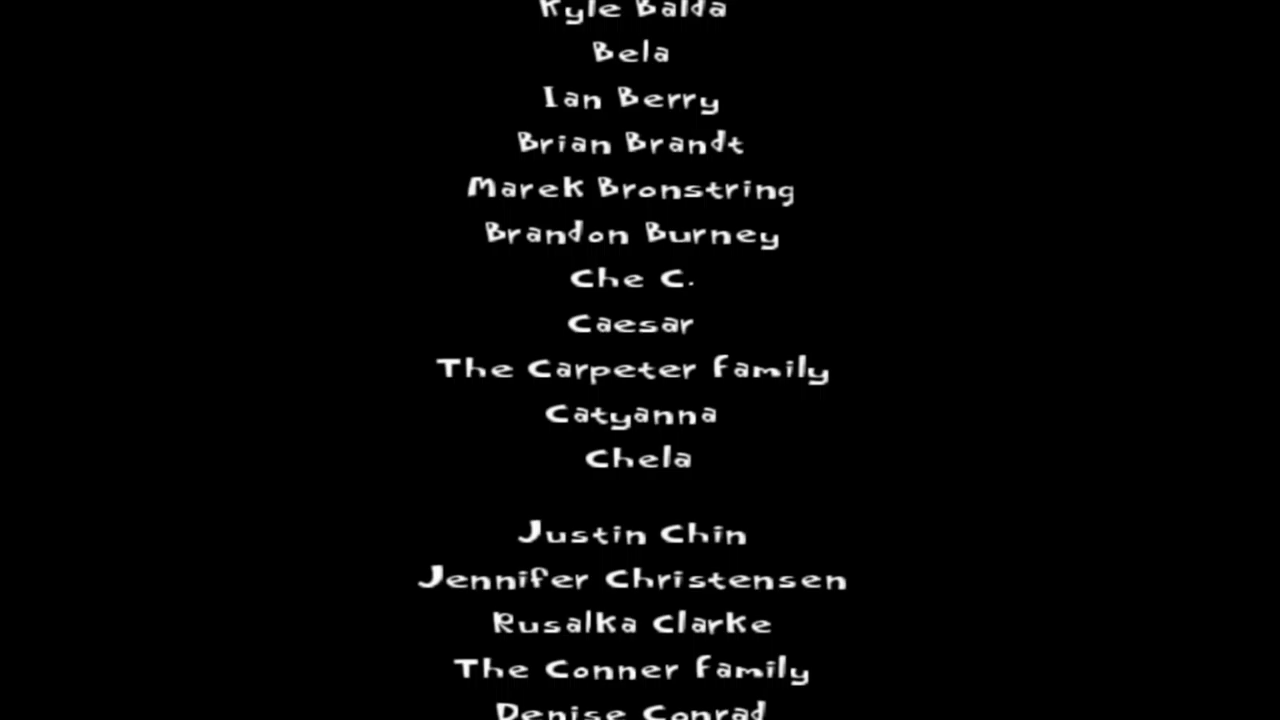 Kyle Balda
Bela
Ian Berry
Brian Brandt
Marek Bronstring
Brandon Burney
Che C.
Caesar
The Carpeter Family
Catyanna
Chela
Justin Chin
Jennifer Christensen
Rusalka Clarke
The Conner Family
Denise Conrad